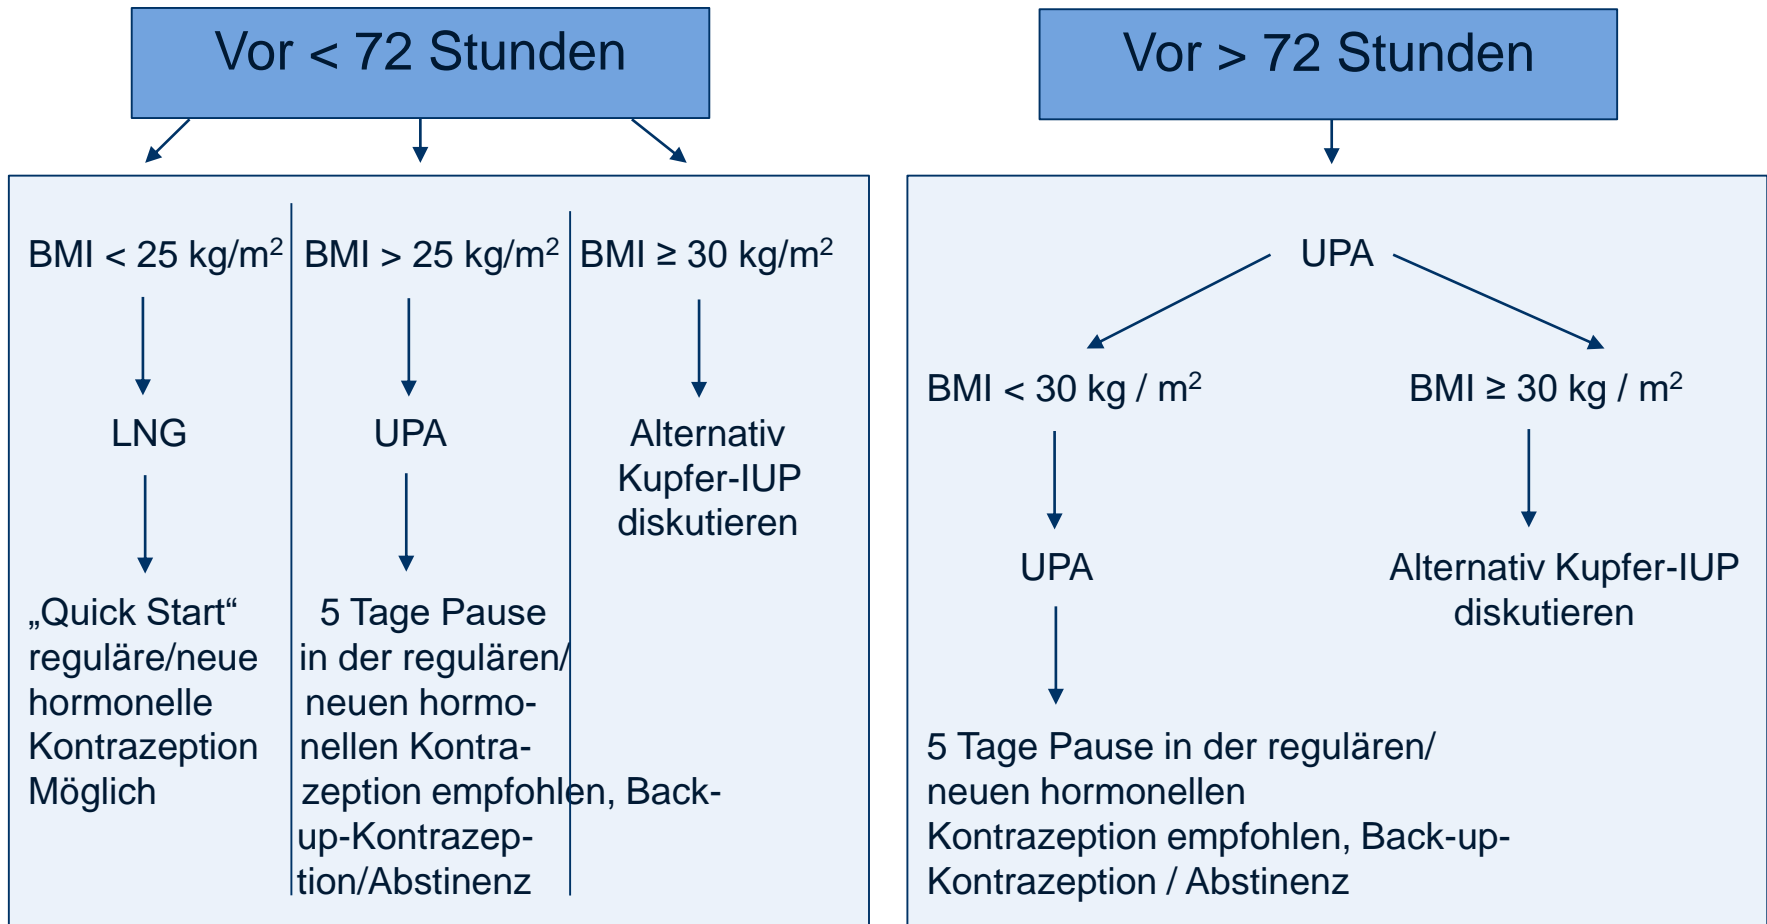 Vor < 72 Stunden
BMI < 25 kg/m²
BMI > 25 kg/m²
BMI ≥ 30 kg/m²
LNG
UPA
Alternativ
Kupfer-IUP
diskutieren
„Quick Start“
reguläre/neue
hormonelle
Kontrazeption
Möglich
5 Tage Pause
in der regulären/
neuen hormo-
nellen Kontra-
zeption empfohlen, Back-
up-Kontrazep-
tion/Abstinenz
Vor > 72 Stunden
UPA
BMI < 30 kg / m²
BMI ≥ 30 kg / m²
UPA
Alternativ Kupfer-IUP
diskutieren
5 Tage Pause in der regulären/
neuen hormonellen
Kontrazeption empfohlen, Back-up-
Kontrazeption / Abstinenz